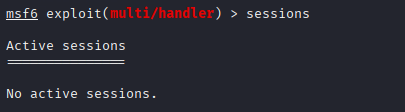 msf6 exploit(multi/handler) > sessions
Active sessions
===============
No active sessions.